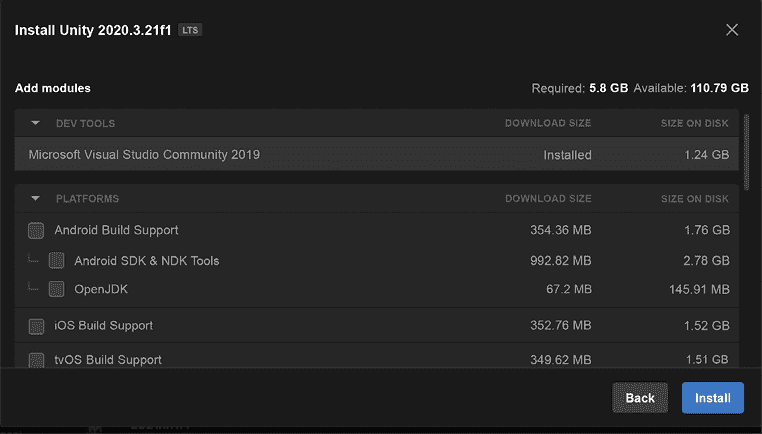 Install Unity 2020.3.21f1 LTS
Add modules Required: 5.8 GB Available: 110.79 GB
DEV TOOLS DOWNLOAD SIZE SIZE ON DISK
Microsoft Visual Studio Community 2019 Installed 1.24 GB
PLATFORMS DOWNLOAD SIZE SIZE ON DISK
Android Build Support 354.36 MB 1.76 GB
Android SDK & NDK Tools 992.82 MB 2.78 GB
OpenJDK 67.2 MB 145.91 MB
iOS Build Support 352.76 MB 1.52 GB
tvOS Build Support 349.62 MB 1.51 GB
Back Install